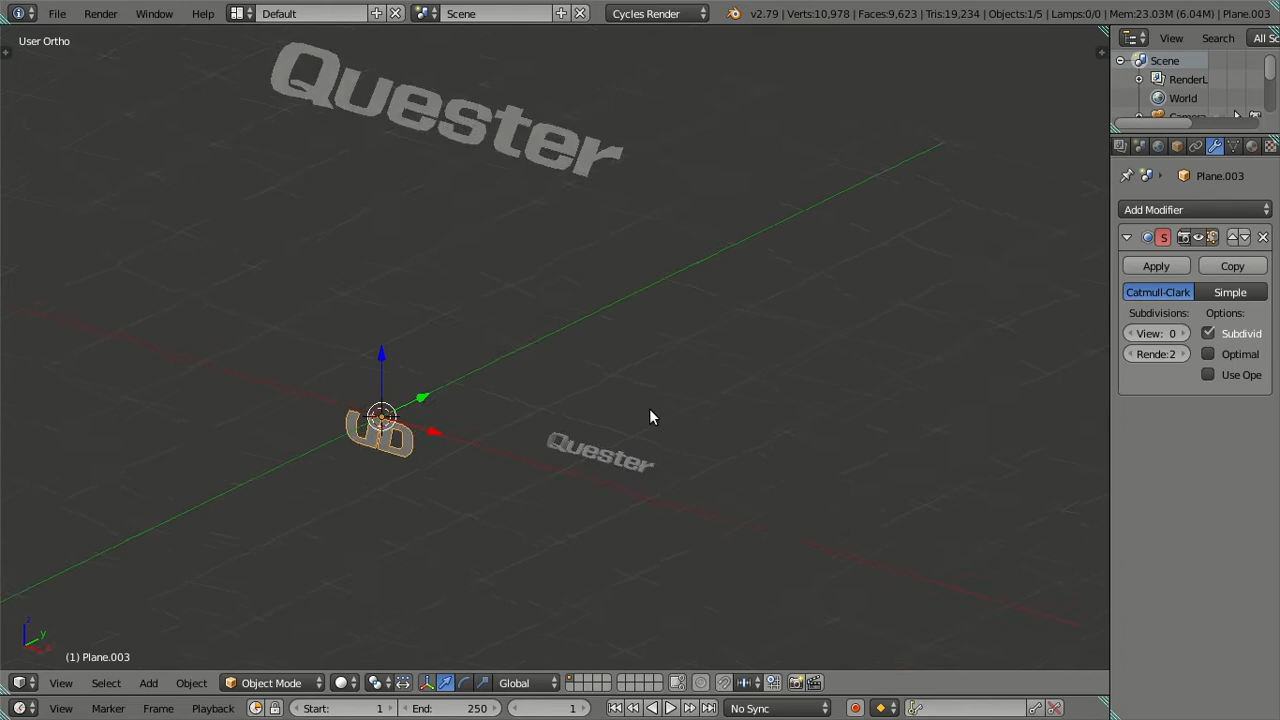 File Render Window Help Default Scene Cycles Render v2.79 | Verts:10,978 | Faces:9,623 | Tris:19,234 | Objects:1/5 | Lamps:0/0 | Mem:23.03M (6.04M) | Plane.003
User Ortho
View Search All Sc
Scene
RenderL
World
Quester
Plane.003
Add Modifier
S
Apply Copy
Catmull-Clark Simple
Subdivisions: Options:
View: 0 Subdivid
Rende:2 Optimal
Use Ope
Quester
z
y
(1) Plane.003
View Select Add Object Object Mode Global
View Marker Frame Playback Start: 1 End: 250 1 No Sync